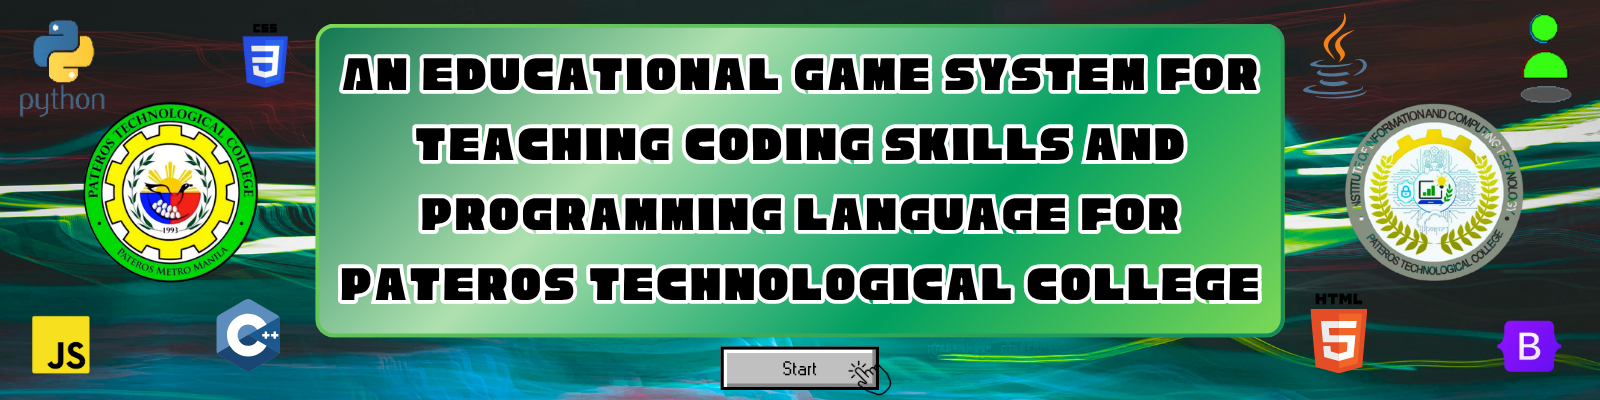 python
CSS
3
AN EDUCATIONAL GAME SYSTEM FOR
TEACHING CODING SKILLS AND
PROGRAMMING LANGUAGE FOR
PATEROS TECHNOLOGICAL COLLEGE
PATEROS TECHNOLOGICAL COLLEGE
1993
PATEROS METRO MANILA
INSTITUTE OF INFORMATION AND COMPUTING TECHNOLOGY
PATEROS TECHNOLOGICAL COLLEGE
JS
C++
HTML
5
B
Start